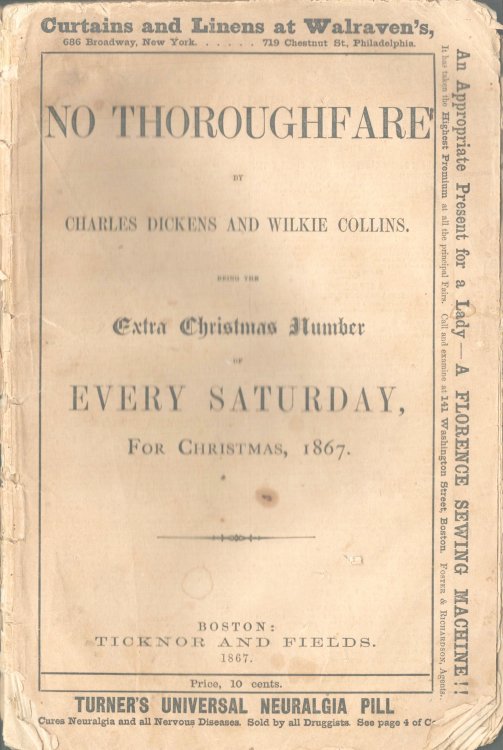 Curtains and Linens at Walraven's,
686 Broadway, New York. . . . . . . 719 Chestnut St., Philadelphia.
NO THOROUGHFARE
BY
CHARLES DICKENS AND WILKIE COLLINS.
BEING THE
Extra Christmas Number
OF
EVERY SATURDAY,
FOR CHRISTMAS, 1867.
BOSTON:
TICKNOR AND FIELDS.
1867.
Price, 10 cents.
TURNER'S UNIVERSAL NEURALGIA PILL
Cures Neuralgia and all Nervous Diseases. Sold by all Druggists. See page 4 of
An Appropriate Present for a Lady—A FLORENCE SEWING MACHINE!!
It has taken the Highest Premium at all the principal Fairs. Call and examine at 141 Washington Street, Boston. FOSTER & RICHARDSON, Agents.